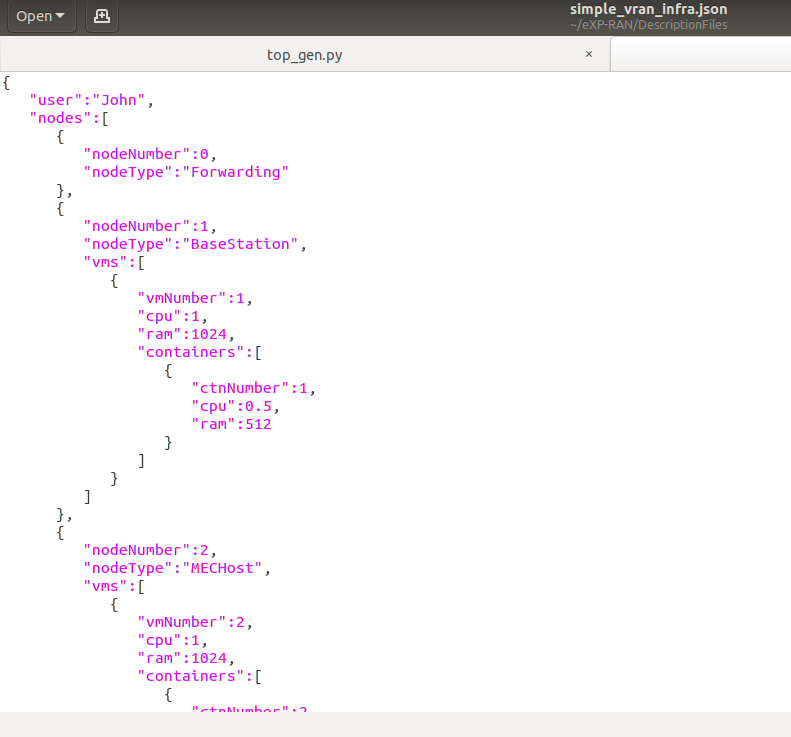 Open
simple_vran_infra.json
~/eXP-RAN/DescriptionFiles
top_gen.py ×
{
"user":"John",
"nodes":[
{
"nodeNumber":0,
"nodeType":"Forwarding"
},
{
"nodeNumber":1,
"nodeType":"BaseStation",
"vms":[
{
"vmNumber":1,
"cpu":1,
"ram":1024,
"containers":[
{
"ctnNumber":1,
"cpu":0.5,
"ram":512
}
]
}
]
},
{
"nodeNumber":2,
"nodeType":"MECHost",
"vms":[
{
"vmNumber":2,
"cpu":1,
"ram":1024,
"containers":[
{
"ctnNumber":2